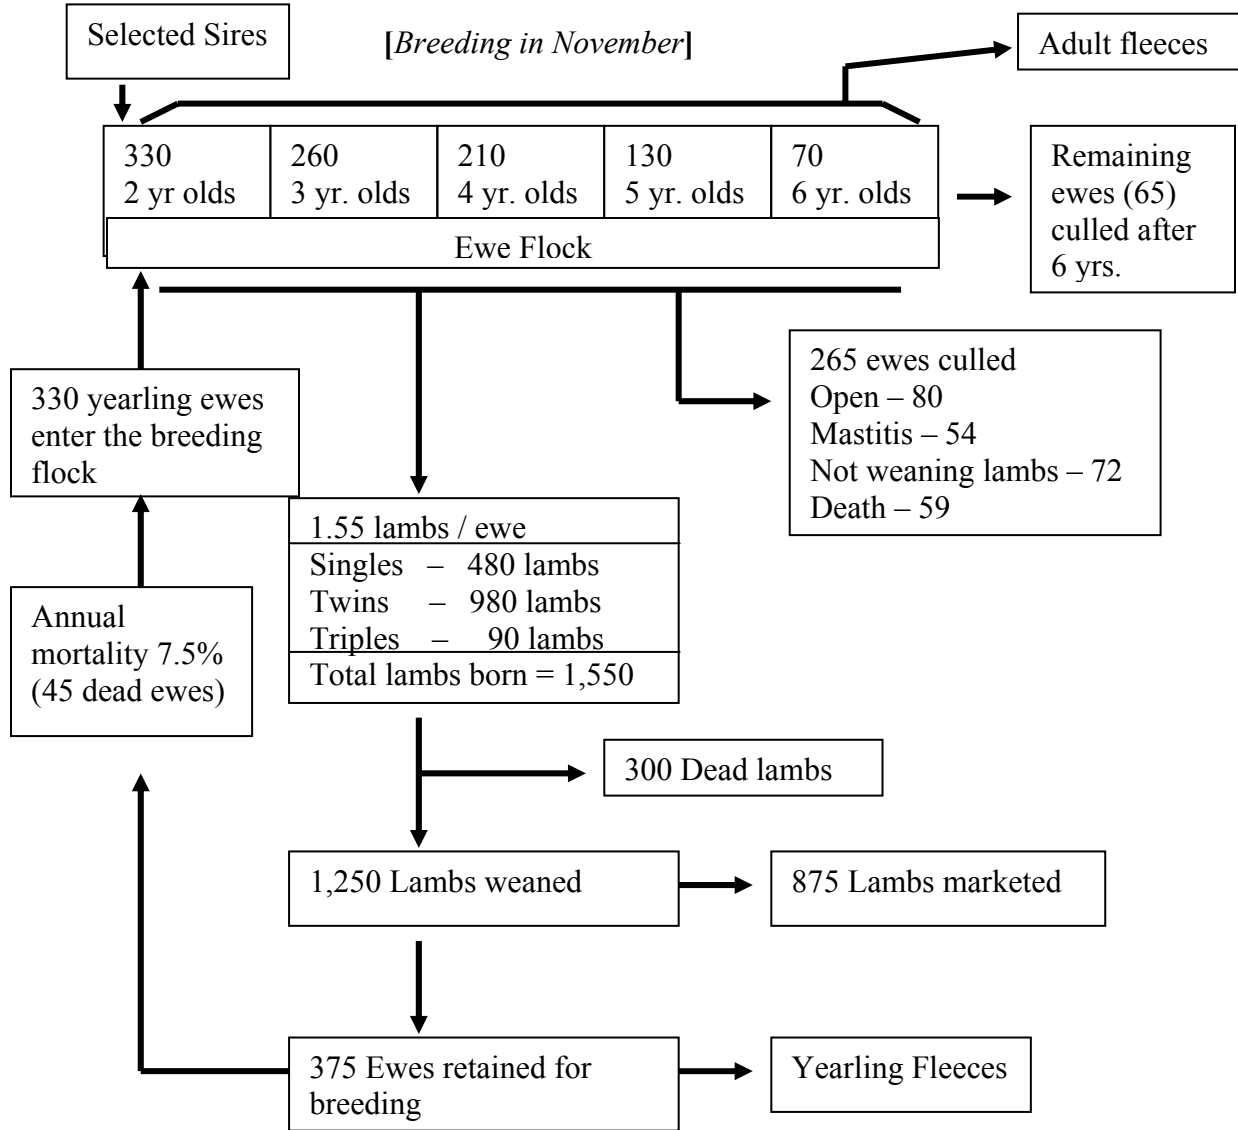 Selected Sires
[Breeding in November]
Adult fleeces
330
2 yr olds
260
3 yr. olds
210
4 yr. olds
130
5 yr. olds
70
6 yr. olds
Ewe Flock
Remaining
ewes (65)
culled after
6 yrs.
265 ewes culled
Open – 80
Mastitis – 54
Not weaning lambs – 72
Death – 59
330 yearling ewes
enter the breeding
flock
1.55 lambs / ewe
Singles – 480 lambs
Twins – 980 lambs
Triples – 90 lambs
Total lambs born = 1,550
Annual
mortality 7.5%
(45 dead ewes)
300 Dead lambs
1,250 Lambs weaned
875 Lambs marketed
375 Ewes retained for
breeding
Yearling Fleeces